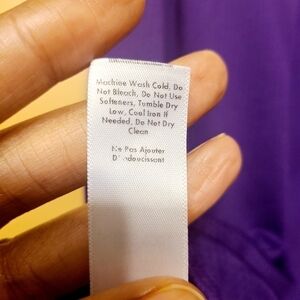 Machine Wash Cold, Do
Not Bleach, Do Not Use
Softeners, Tumble Dry
Low, Cool Iron If
Needed, Do Not Dry
Clean
Ne Pas Ajouter
D'adoucissant